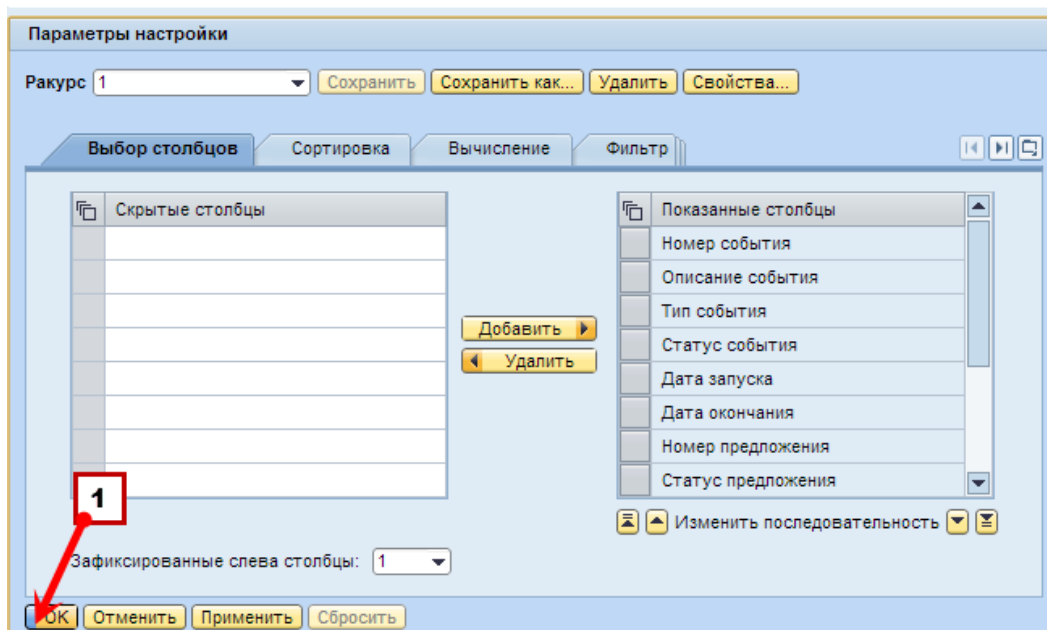 Параметры настройки
Ракурс 1 Сохранить Сохранить как... Удалить Свойства...
Выбор столбцов Сортировка Вычисление Фильтр
Скрытые столбцы
Показанные столбцы
Номер события
Описание события
Тип события
Добавить
Статус события
Удалить
Дата запуска
Дата окончания
Номер предложения
Статус предложения
1
Изменить последовательность
Зафиксированные слева столбцы: 1
OK Отменить Применить Сбросить